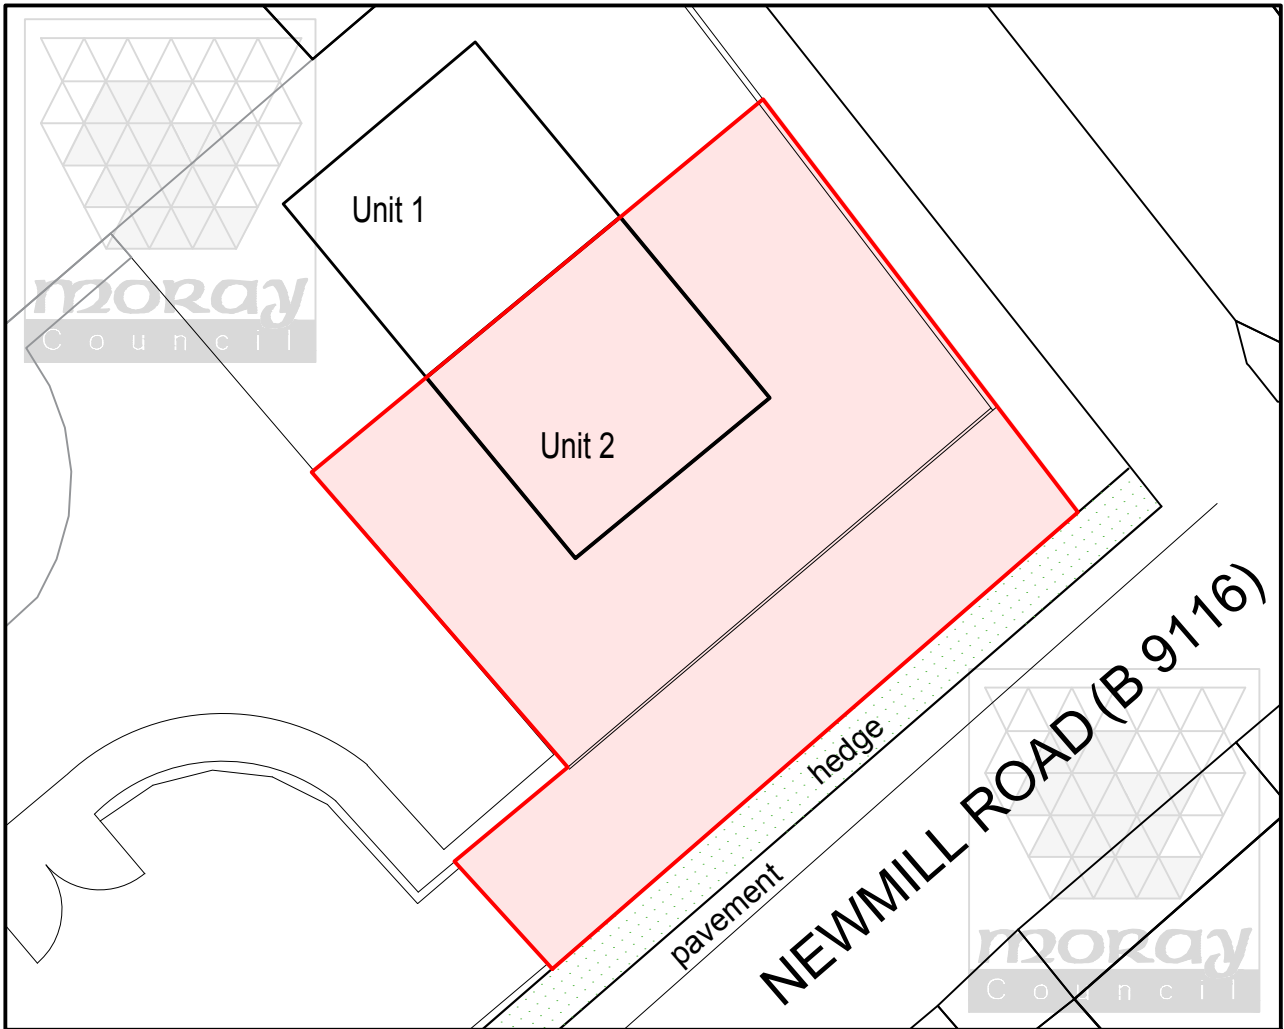 Unit 1
moray
Council
Unit 2
NEWMILL ROAD (B 9116)
hedge
pavement
moray
Council